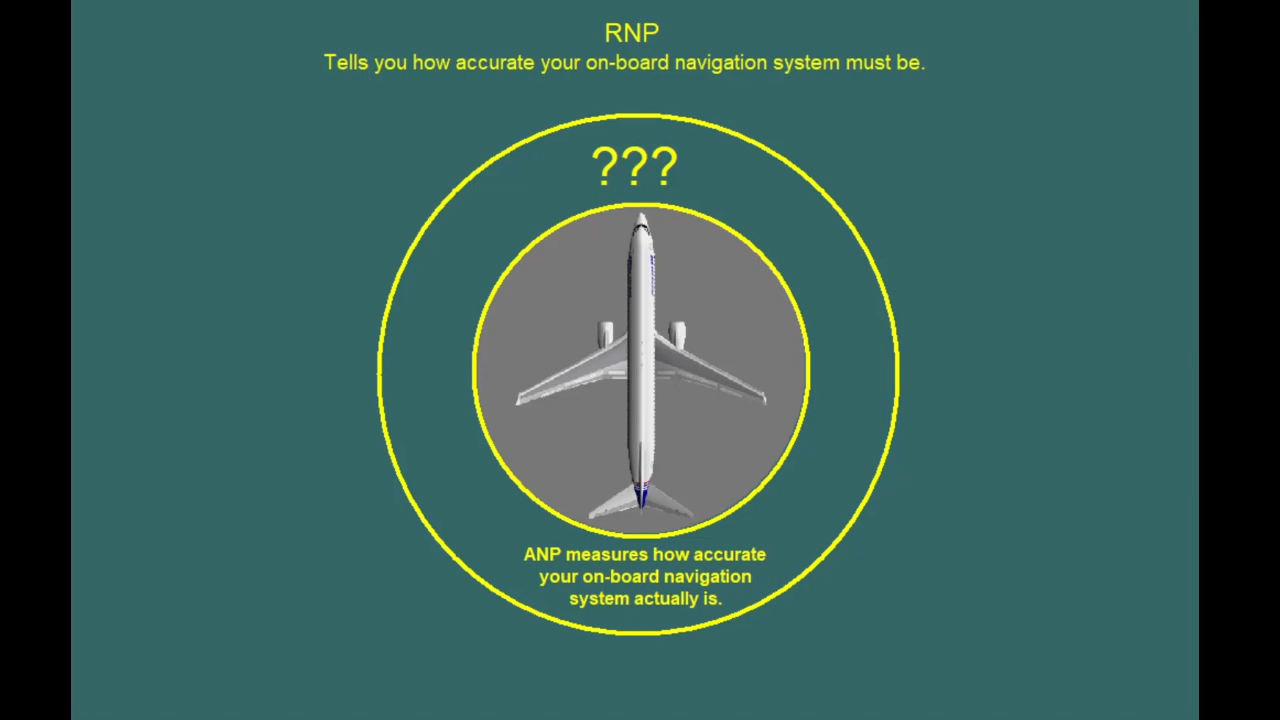 RNP
Tells you how accurate your on-board navigation system must be.
???
ANP measures how accurate
your on-board navigation
system actually is.